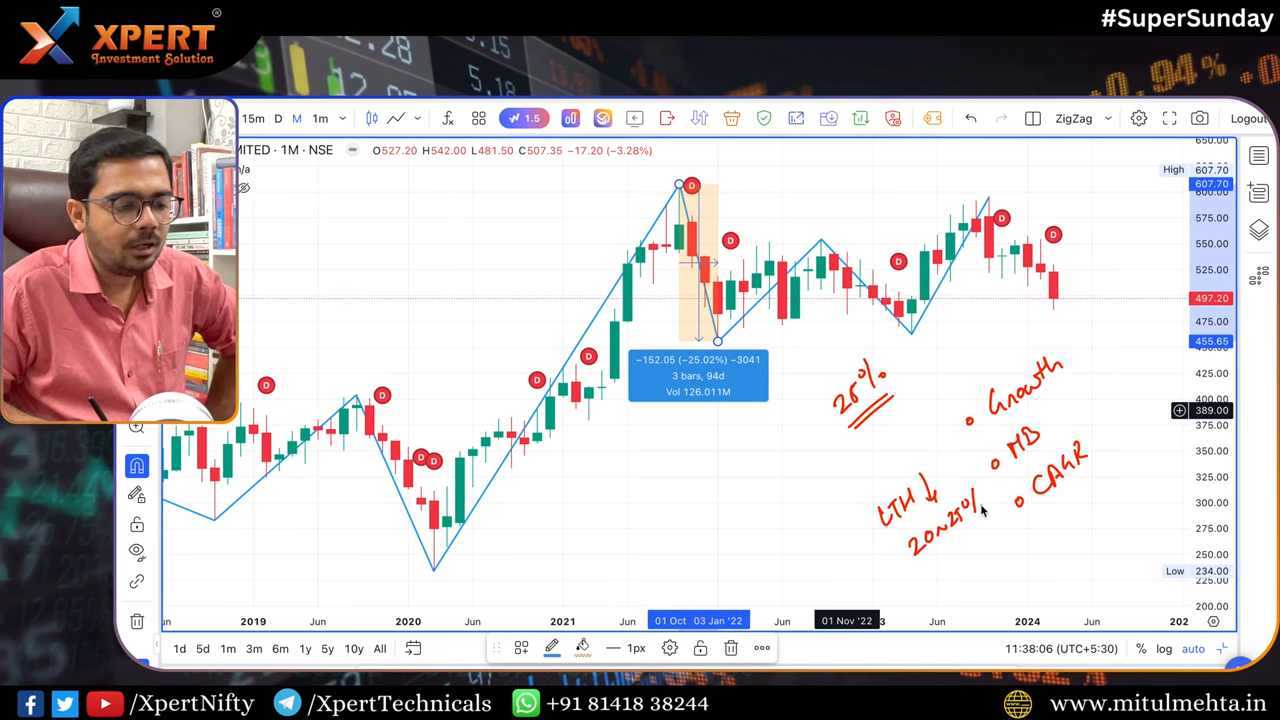 XPERT
Investment Solution
®
#SuperSunday
15m D M 1m 1.5 ZigZag Logout
MITED · 1M · NSE O527.20 H542.00 L481.50 C507.35 −17.20 (−3.28%)
n/a
650.00
High 607.70
607.70
600.00
575.00
550.00
525.00
497.20
475.00
455.65
425.00
400.00
389.00
375.00
350.00
325.00
300.00
275.00
250.00
Low 234.00
225.00
200.00
D
D
D
D
D
D
D
D
D
D
D
−152.05 (−25.02%) −3041
3 bars, 94d
Vol 126.011M
25%
Growth
MB
CAGR
20~25%
2019 Jun 2020 Jun 2021 Jun 01 Oct 03 Jan '22 01 Nov '22 Jun 2024 Jun 202
1d 5d 1m 3m 6m 1y 5y 10y All 1px 11:38:06 (UTC+5:30) % log auto
/XpertNifty /XpertTechnicals +91 81418 38244 www.mitulmehta.in